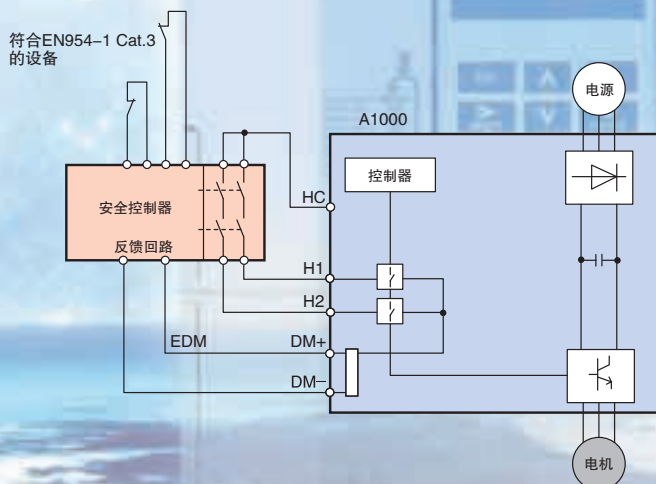 符合EN954-1 Cat.3
的设备
电源
A1000
控制器
HC
安全控制器
反馈回路
H1
H2
EDM
DM+
DM-
电机